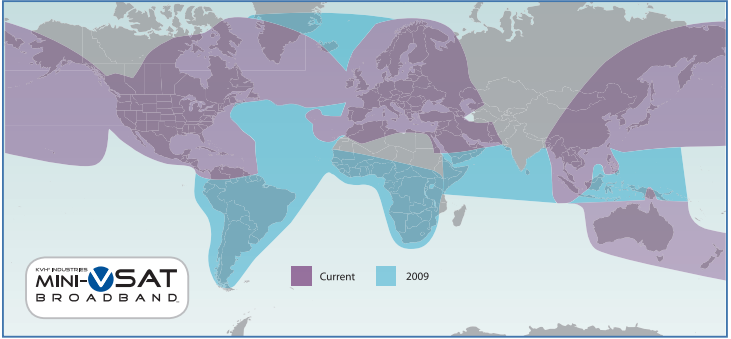 KVH® INDUSTRIES
MINI-VSAT
BROADBAND
Current
2009